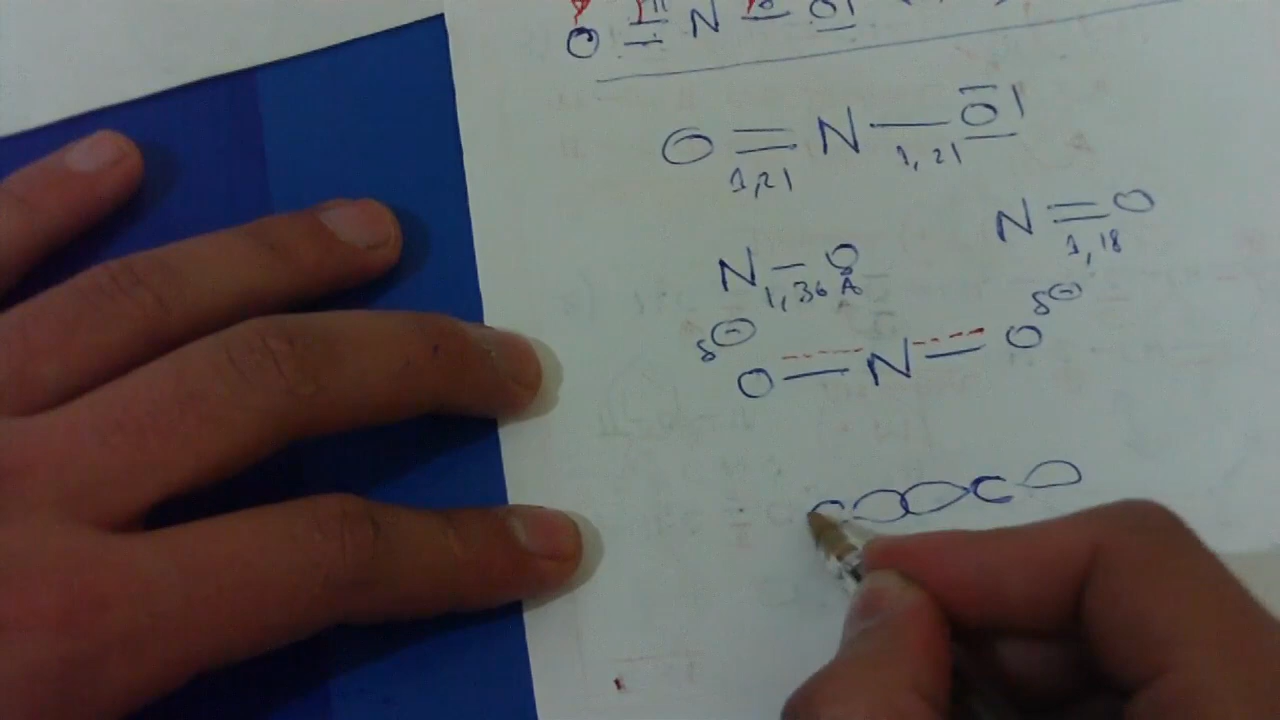 O = N - O|
O = N — O|
1,21 1,21
N = O
1,18
N - O
1,36 Å
δ⊖ O — N = O δ⊖
C C